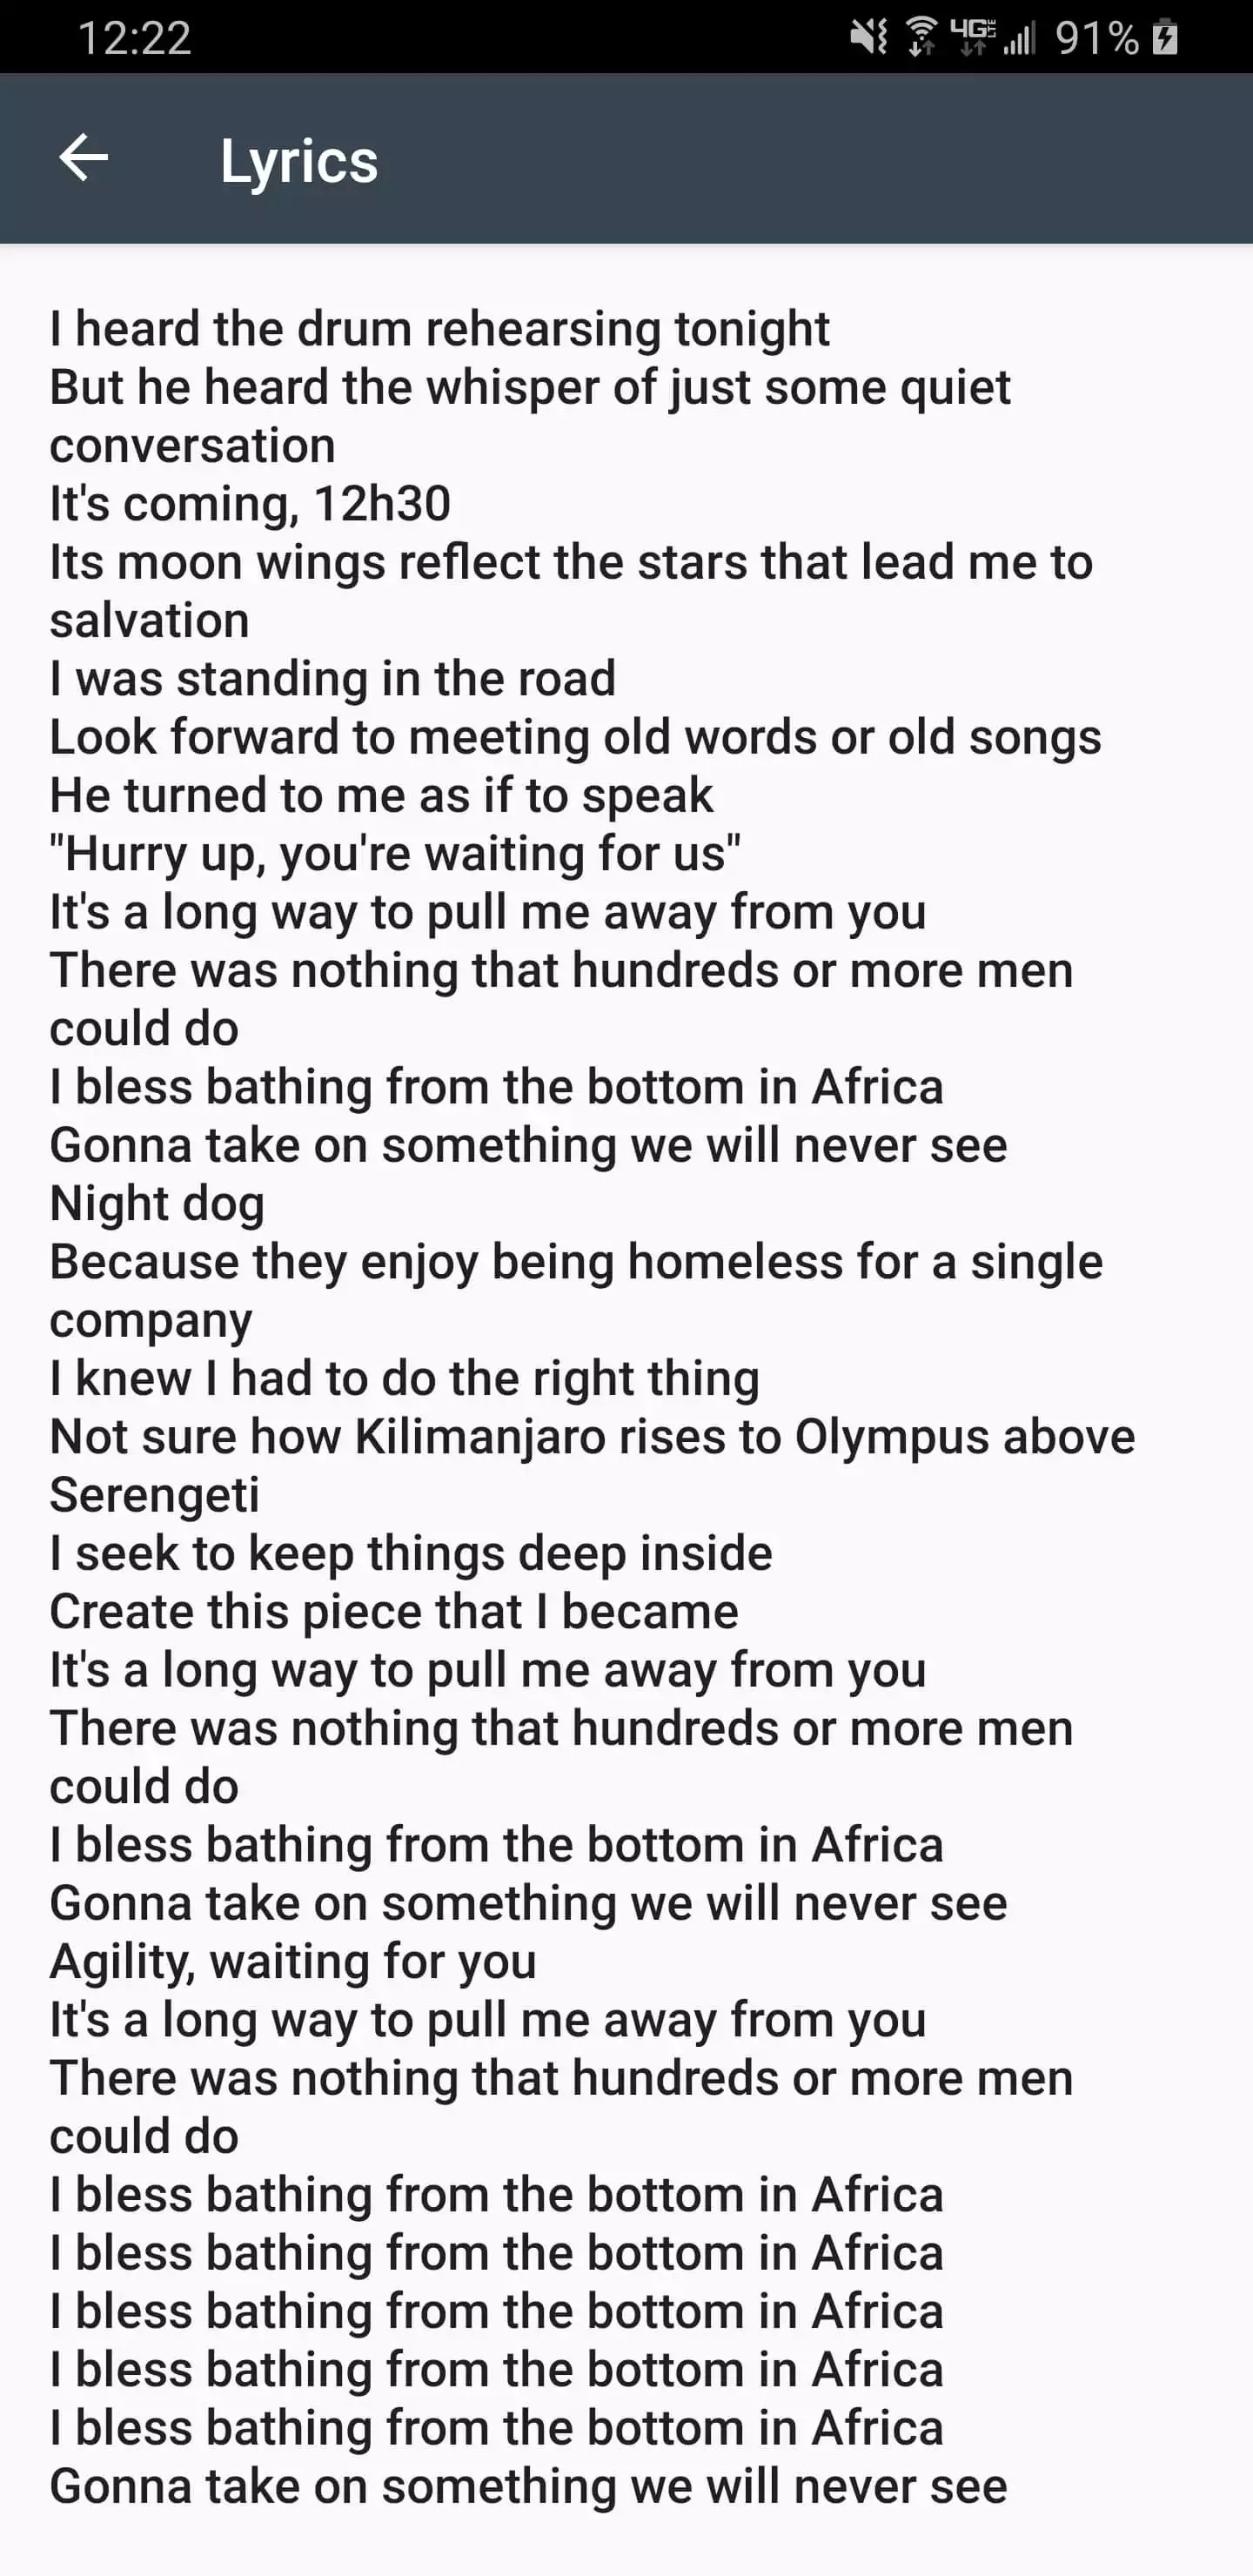 12:22
4G LTE 91%
Lyrics
I heard the drum rehearsing tonight
But he heard the whisper of just some quiet
conversation
It's coming, 12h30
Its moon wings reflect the stars that lead me to
salvation
I was standing in the road
Look forward to meeting old words or old songs
He turned to me as if to speak
"Hurry up, you're waiting for us"
It's a long way to pull me away from you
There was nothing that hundreds or more men
could do
I bless bathing from the bottom in Africa
Gonna take on something we will never see
Night dog
Because they enjoy being homeless for a single
company
I knew I had to do the right thing
Not sure how Kilimanjaro rises to Olympus above
Serengeti
I seek to keep things deep inside
Create this piece that I became
It's a long way to pull me away from you
There was nothing that hundreds or more men
could do
I bless bathing from the bottom in Africa
Gonna take on something we will never see
Agility, waiting for you
It's a long way to pull me away from you
There was nothing that hundreds or more men
could do
I bless bathing from the bottom in Africa
I bless bathing from the bottom in Africa
I bless bathing from the bottom in Africa
I bless bathing from the bottom in Africa
I bless bathing from the bottom in Africa
Gonna take on something we will never see